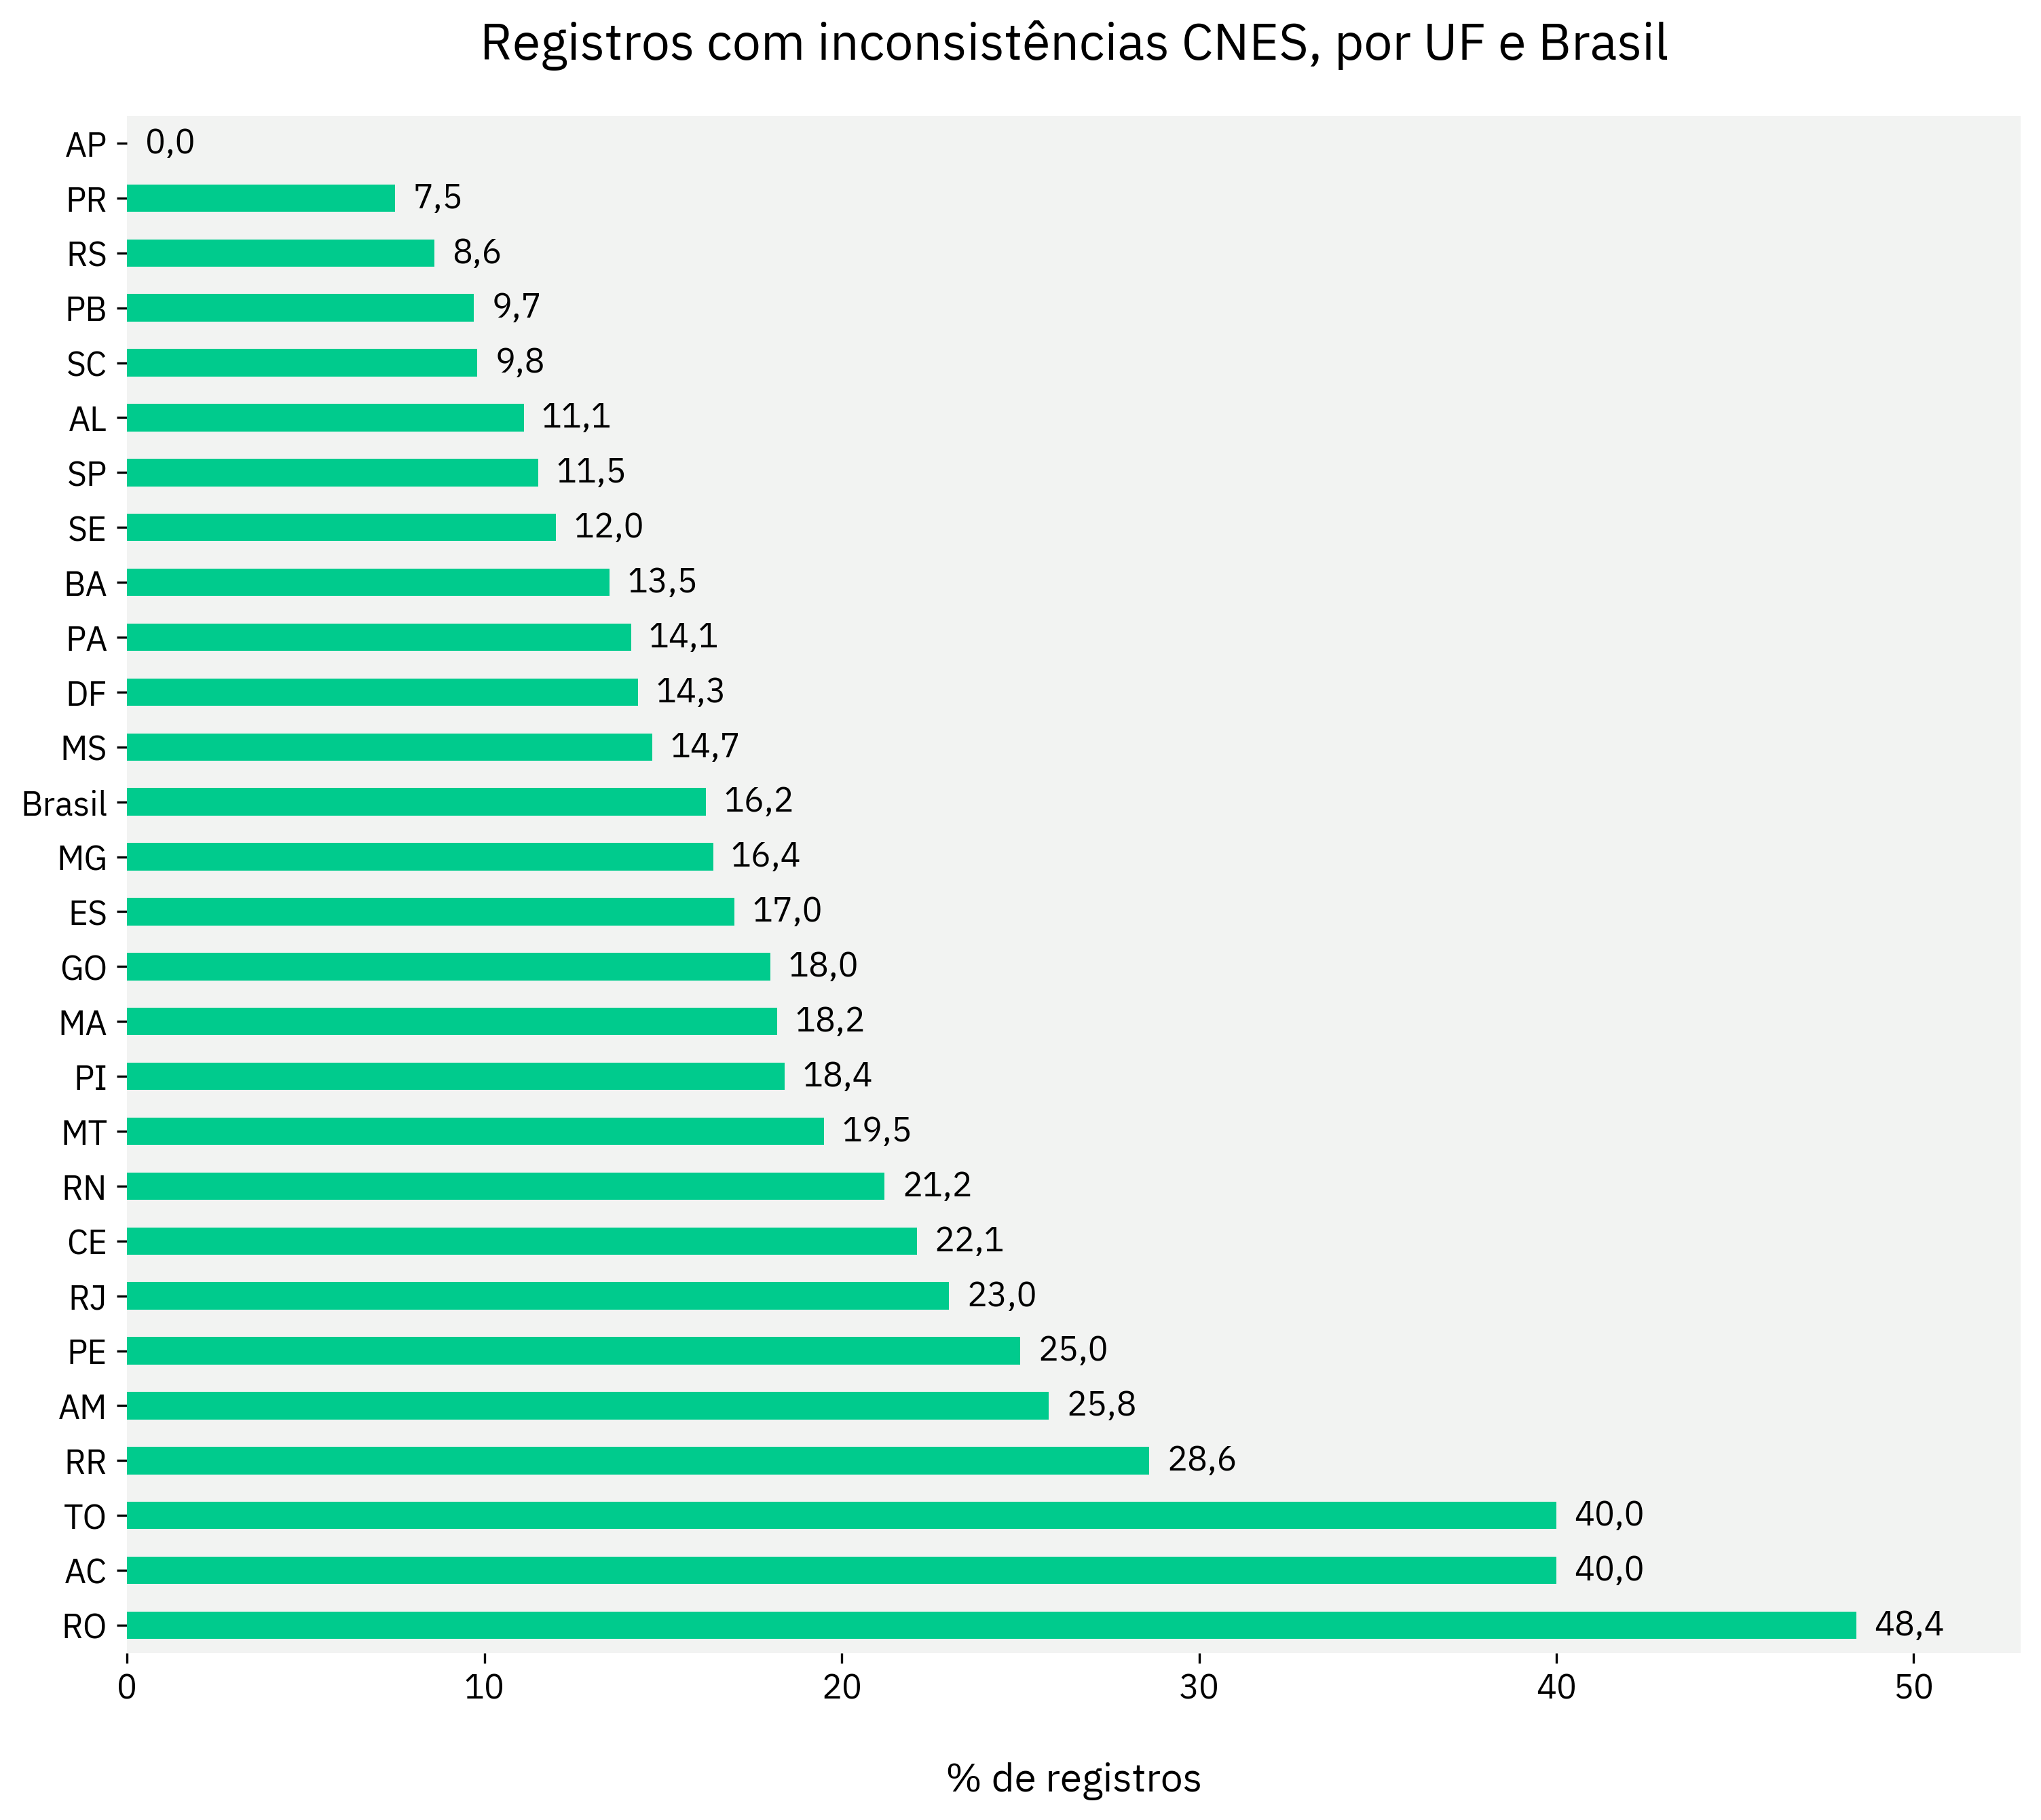 Registros com inconsistências CNES, por UF e Brasil
AP 0,0
PR 7,5
RS 8,6
PB 9,7
SC 9,8
AL 11,1
SP 11,5
SE 12,0
BA 13,5
PA 14,1
DF 14,3
MS 14,7
Brasil 16,2
MG 16,4
ES 17,0
GO 18,0
MA 18,2
PI 18,4
MT 19,5
RN 21,2
CE 22,1
RJ 23,0
PE 25,0
AM 25,8
RR 28,6
TO 40,0
AC 40,0
RO 48,4
0 10 20 30 40 50
% de registros